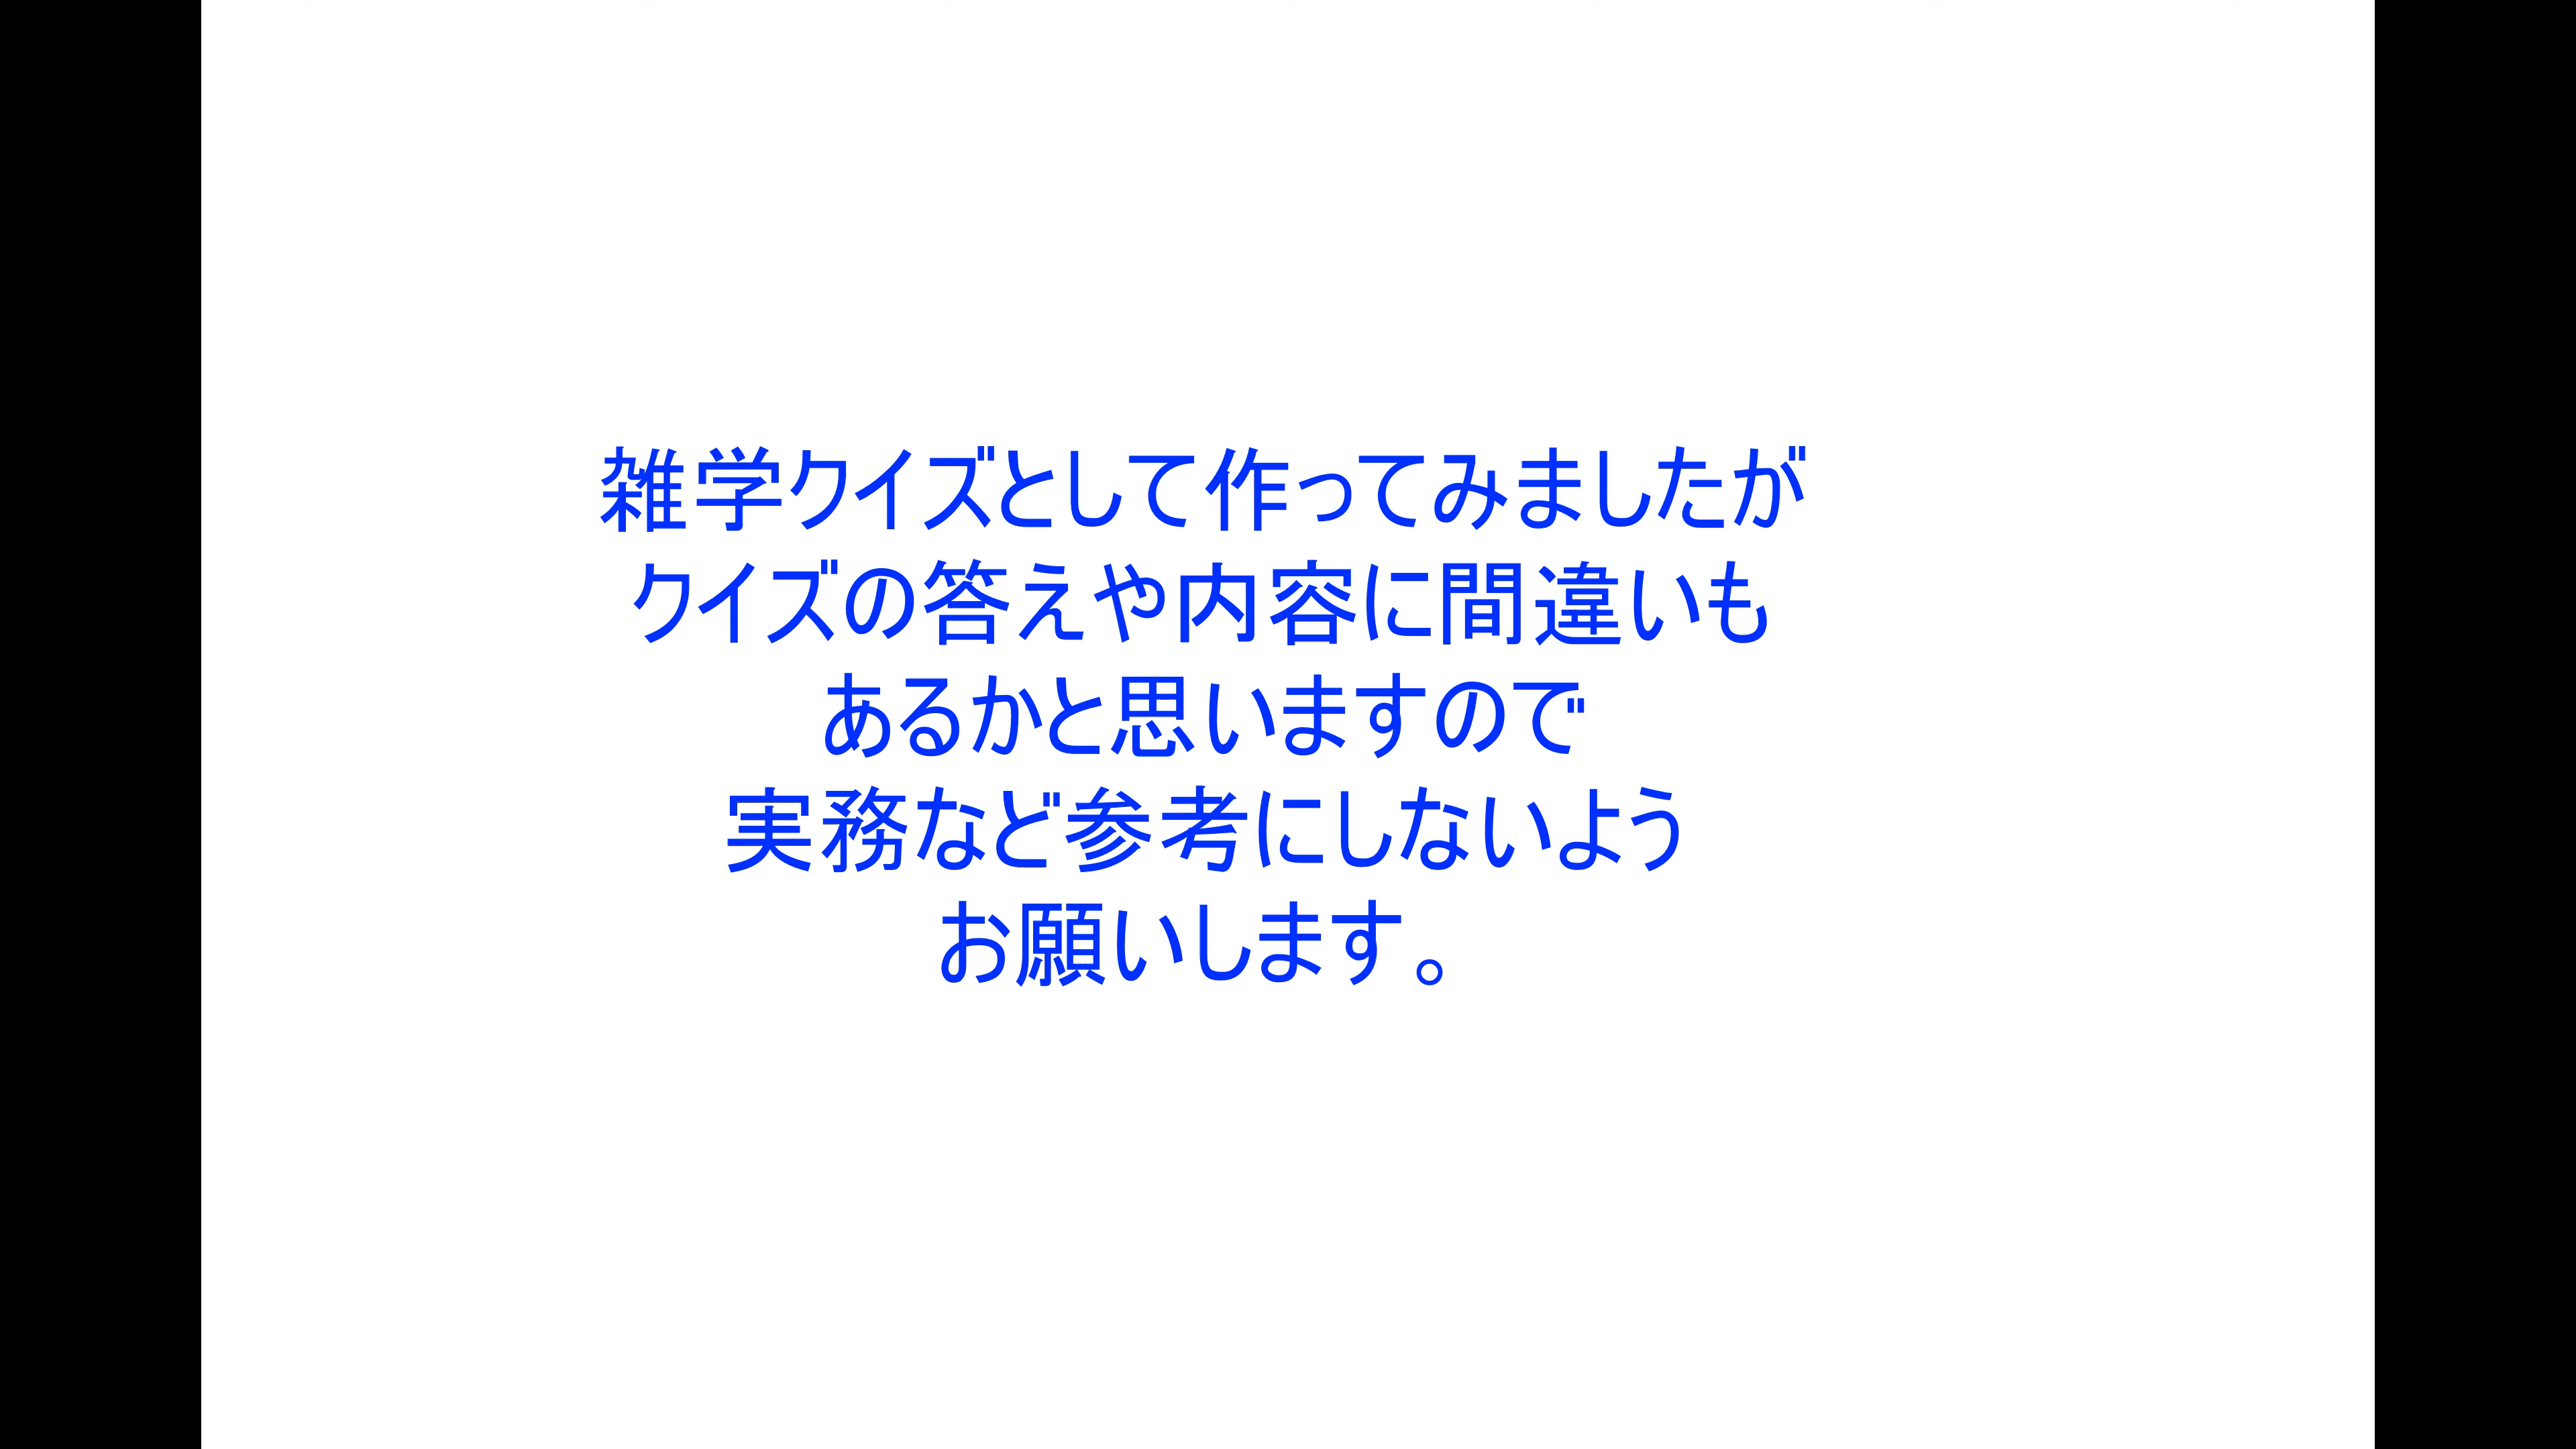 雑学クイズとして作ってみましたが
クイズの答えや内容に間違いも
あるかと思いますので
実務など参考にしないよう
お願いします。